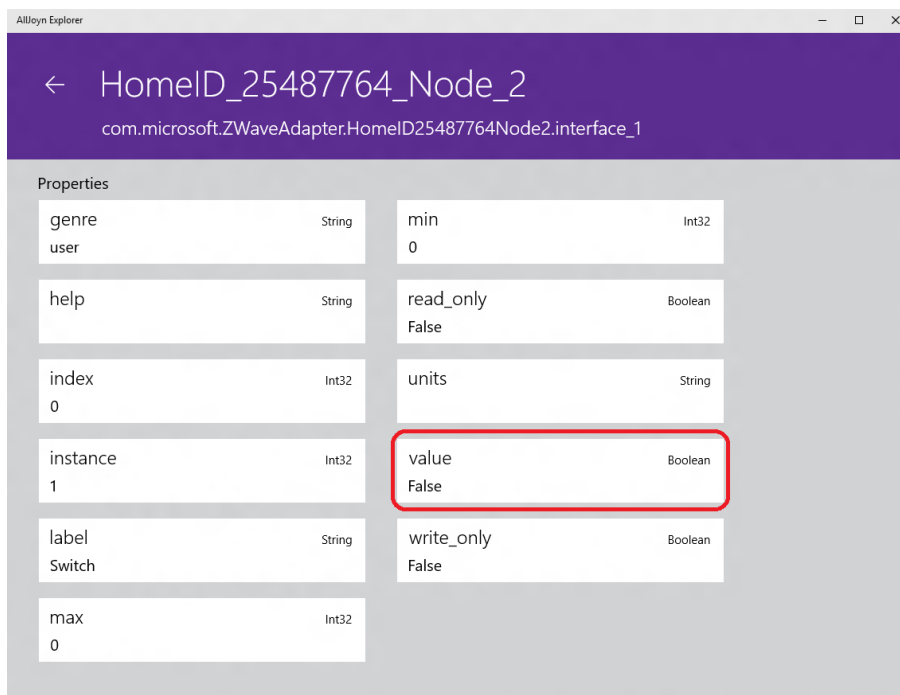 AllJoyn Explorer
HomeID_25487764_Node_2
com.microsoft.ZWaveAdapter.HomeID25487764Node2.interface_1
Properties
genre String
user
min Int32
0
help String
read_only Boolean
False
index Int32
0
units String
instance Int32
1
value Boolean
False
label String
Switch
write_only Boolean
False
max Int32
0